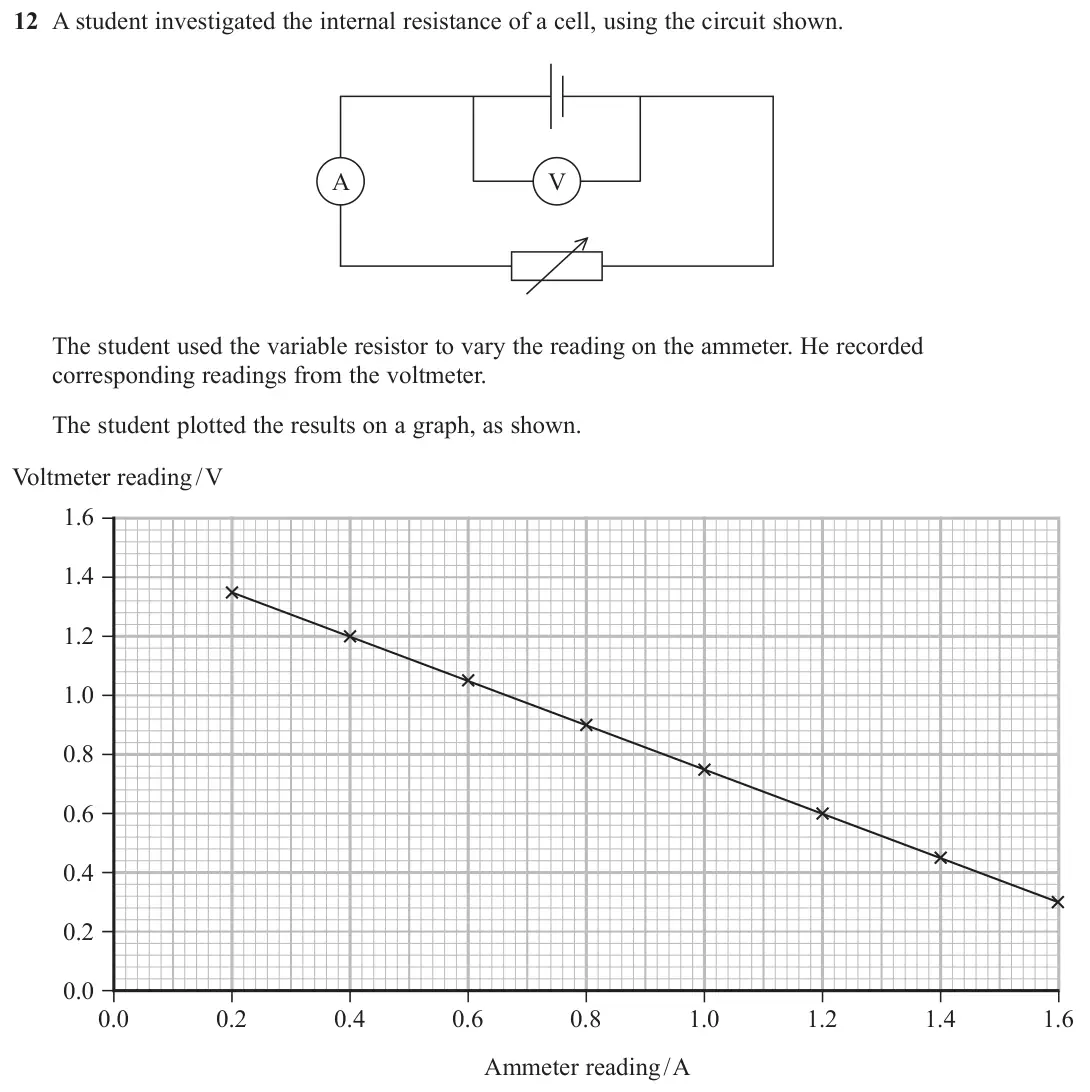 12 A student investigated the internal resistance of a cell, using the circuit shown.
A
V
The student used the variable resistor to vary the reading on the ammeter. He recorded
corresponding readings from the voltmeter.
The student plotted the results on a graph, as shown.
Voltmeter reading/V
1.6
1.4
1.2
1.0
0.8
0.6
0.4
0.2
0.0
0.0 0.2 0.4 0.6 0.8 1.0 1.2 1.4 1.6
Ammeter reading/A